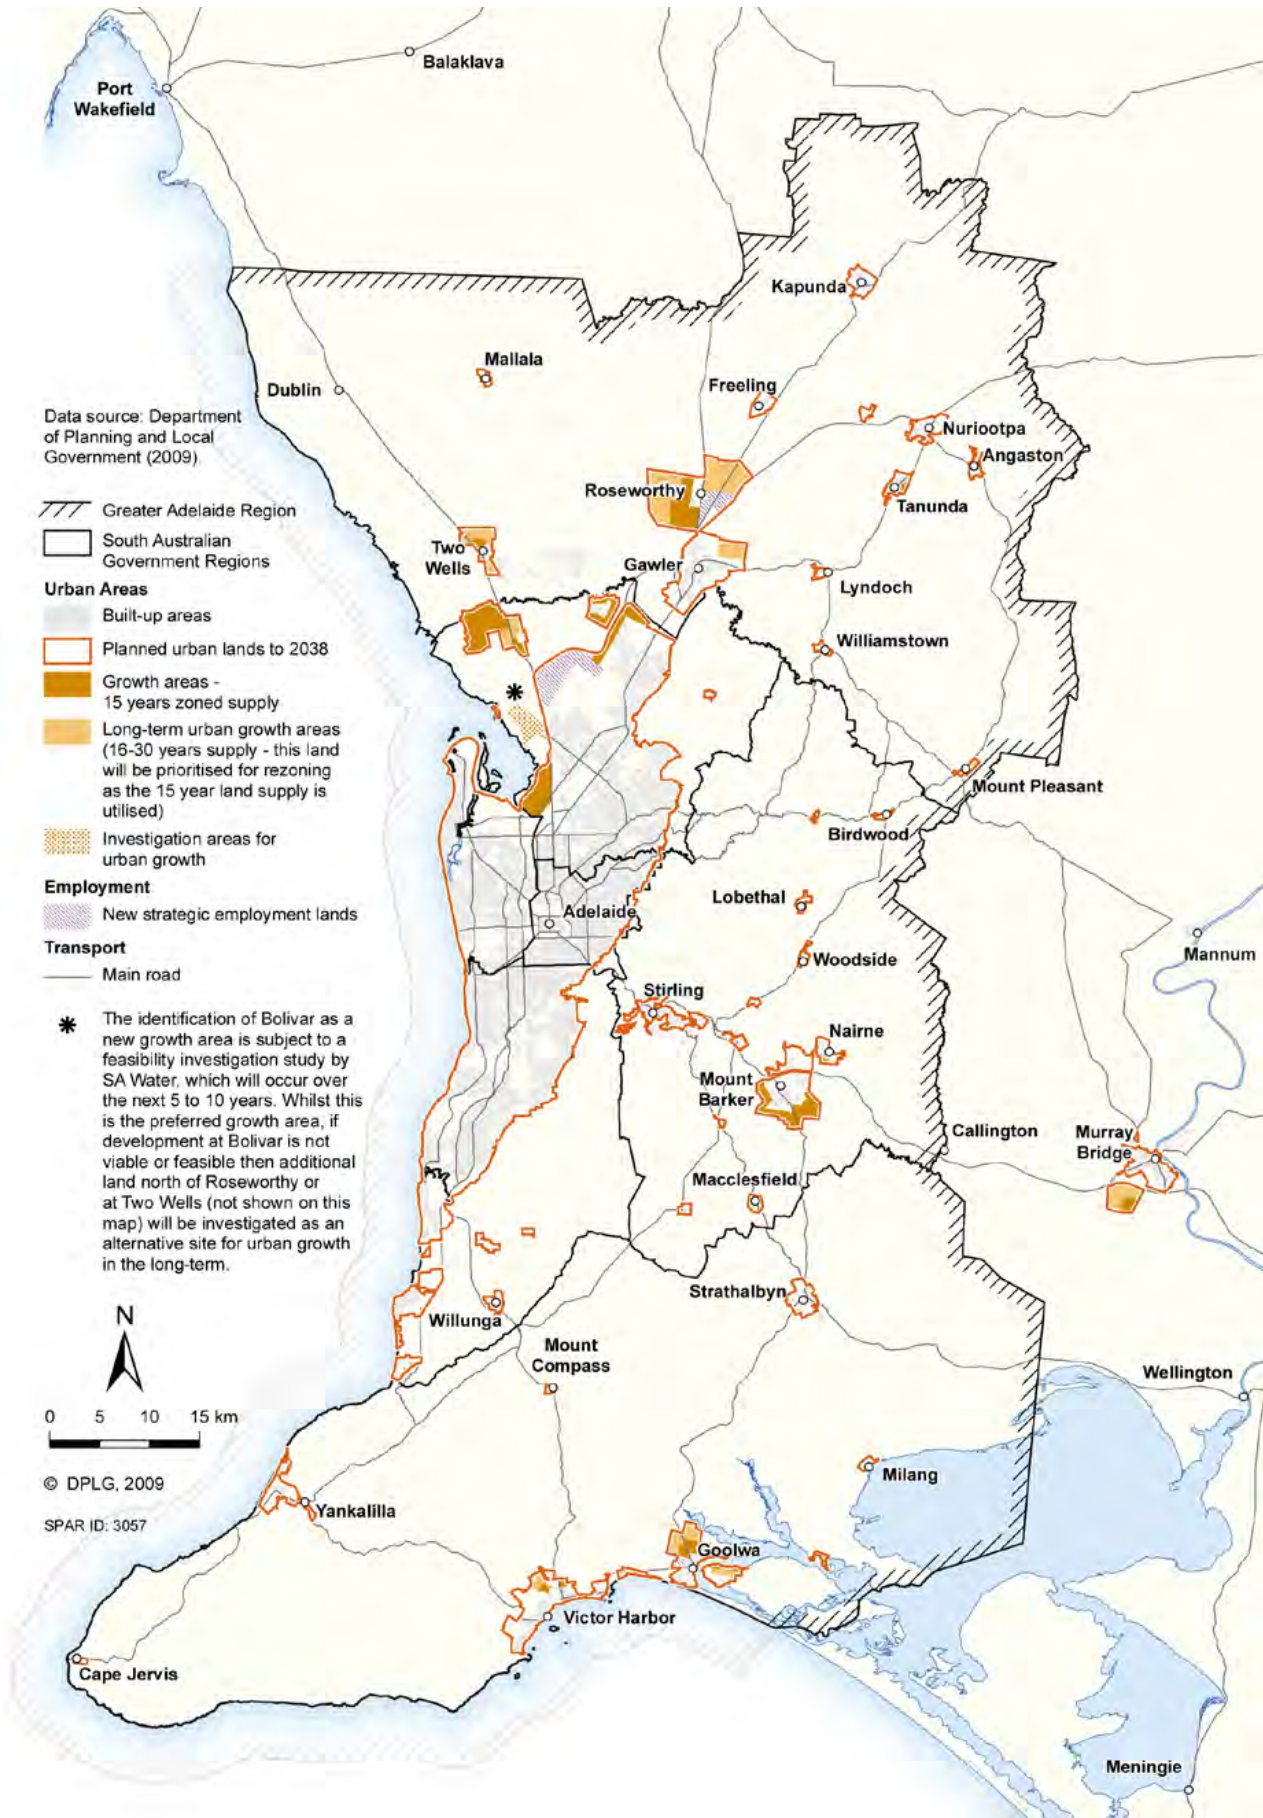 Balaklava
Port
Wakefield
Kapunda
Mallala
Dublin
Freeling
Nuriootpa
Angaston
Roseworthy
Tanunda
Two
Wells
Gawler
Lyndoch
Williamstown
Mount Pleasant
Birdwood
Lobethal
Adelaide
Woodside
Mannum
Stirling
Nairne
Mount
Barker
Callington
Murray
Bridge
Macclesfield
Strathalbyn
Willunga
Mount
Compass
Wellington
Milang
Yankalilla
Goolwa
Victor Harbor
Cape Jervis
Meningie
Data source: Department
of Planning and Local
Government (2009)
Greater Adelaide Region
South Australian
Government Regions
Urban Areas
Built-up areas
Planned urban lands to 2038
Growth areas -
15 years zoned supply
Long-term urban growth areas
(16-30 years supply - this land
will be prioritised for rezoning
as the 15 year land supply is
utilised)
Investigation areas for
urban growth
Employment
New strategic employment lands
Transport
Main road
The identification of Bolivar as a
new growth area is subject to a
feasibility investigation study by
SA Water, which will occur over
the next 5 to 10 years. Whilst this
is the preferred growth area, if
development at Bolivar is not
viable or feasible then additional
land north of Roseworthy or
at Two Wells (not shown on this
map) will be investigated as an
alternative site for urban growth
in the long-term.
N
0 5 10 15 km
© DPLG, 2009
SPAR ID: 3057